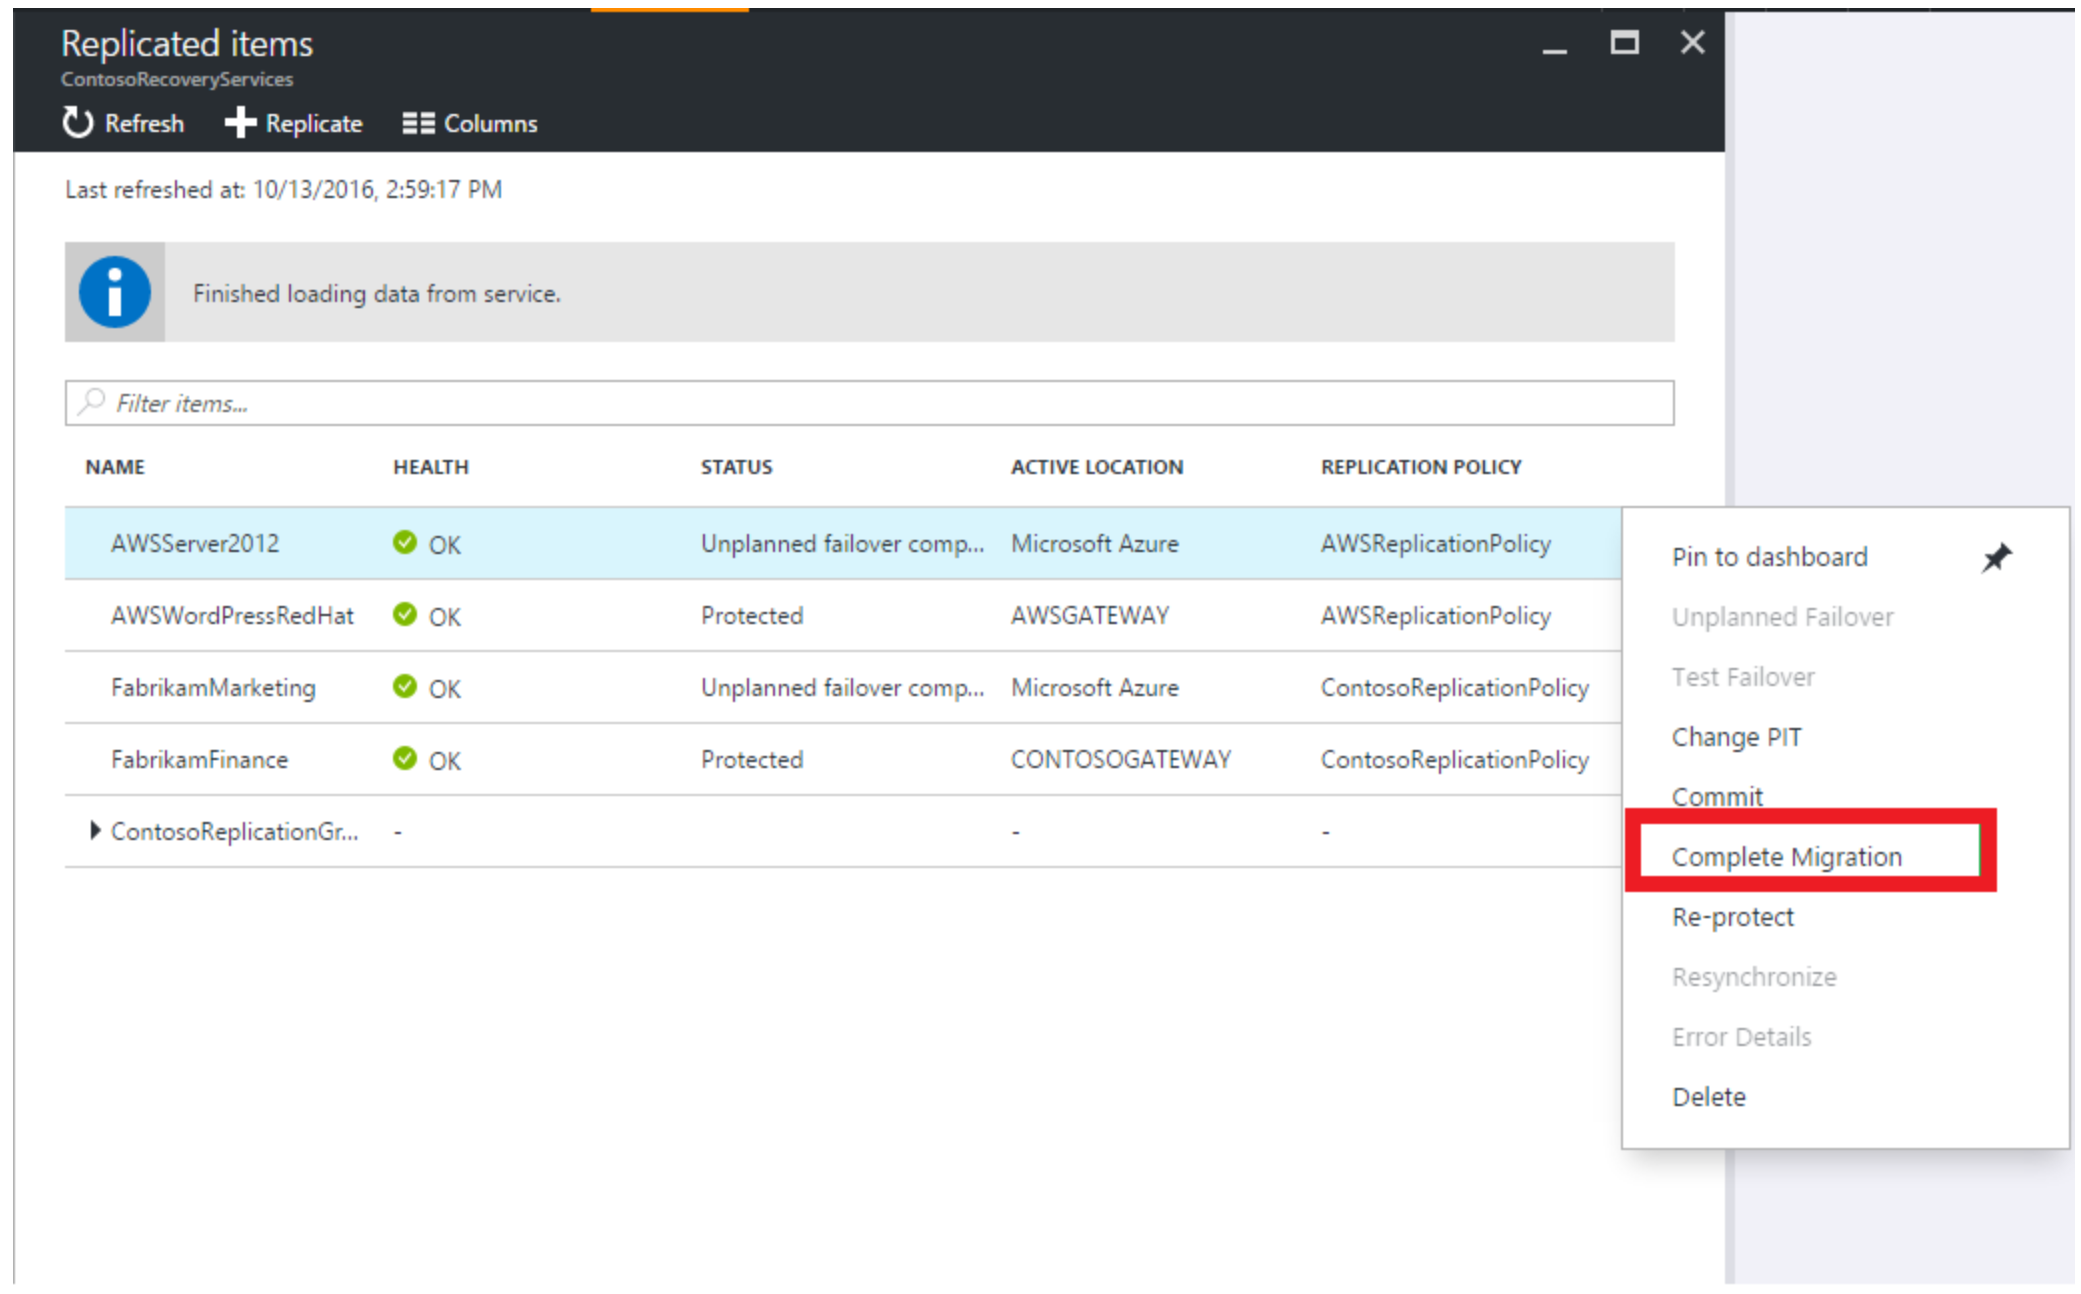 Replicated items
ContosoRecoveryServices
Refresh Replicate Columns
Last refreshed at: 10/13/2016, 2:59:17 PM
Finished loading data from service.
Filter items...
NAME HEALTH STATUS ACTIVE LOCATION REPLICATION POLICY
AWSServer2012 OK Unplanned failover comp... Microsoft Azure AWSReplicationPolicy
AWSWordPressRedHat OK Protected AWSGATEWAY AWSReplicationPolicy
FabrikamMarketing OK Unplanned failover comp... Microsoft Azure ContosoReplicationPolicy
FabrikamFinance OK Protected CONTOSOGATEWAY ContosoReplicationPolicy
ContosoReplicationGr... - - -
Pin to dashboard
Unplanned Failover
Test Failover
Change PIT
Commit
Complete Migration
Re-protect
Resynchronize
Error Details
Delete